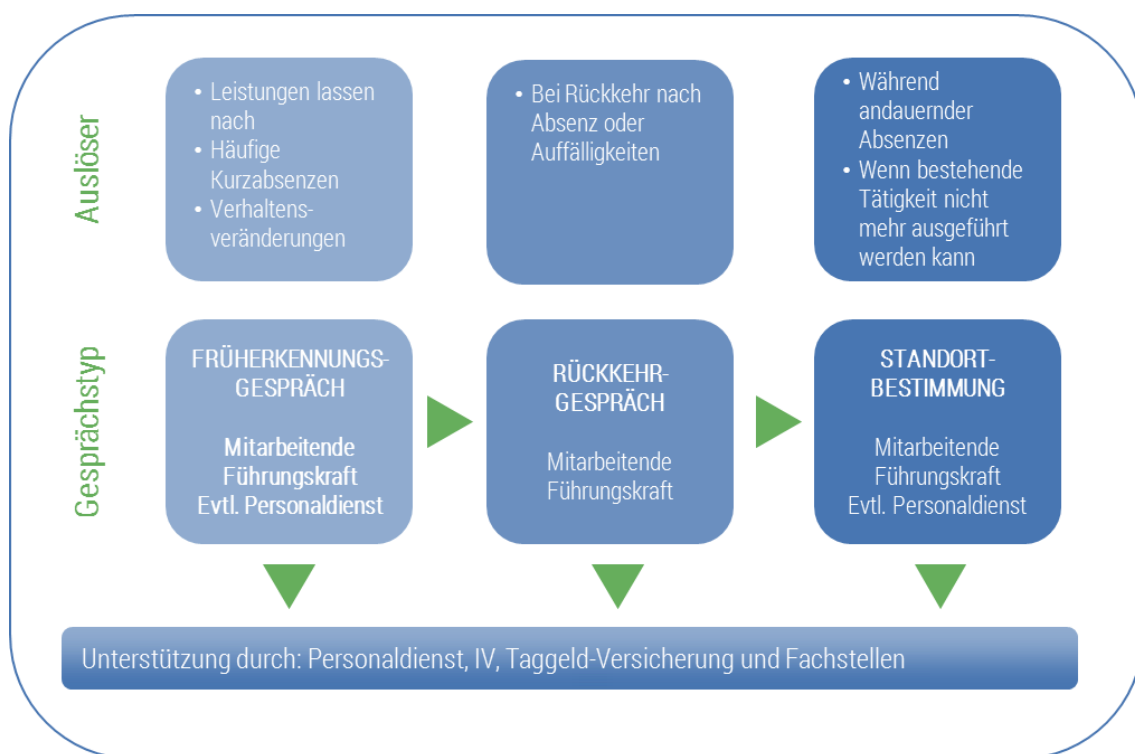 Auslöser
• Leistungen lassen
nach
• Häufige
Kurzabsenzen
• Verhaltens-
veränderungen
• Bei Rückkehr nach
Absenz oder
Auffälligkeiten
• Während
andauernder
Absenzen
• Wenn bestehende
Tätigkeit nicht
mehr ausgeführt
werden kann
Gesprächstyp
FRÜHERKENNUNGS-
GESPRÄCH
Mitarbeitende
Führungskraft
Evtl. Personaldienst
RÜCKKEHR-
GESPRÄCH
Mitarbeitende
Führungskraft
STANDORT-
BESTIMMUNG
Mitarbeitende
Führungskraft
Evtl. Personaldienst
Unterstützung durch: Personaldienst, IV, Taggeld-Versicherung und Fachstellen